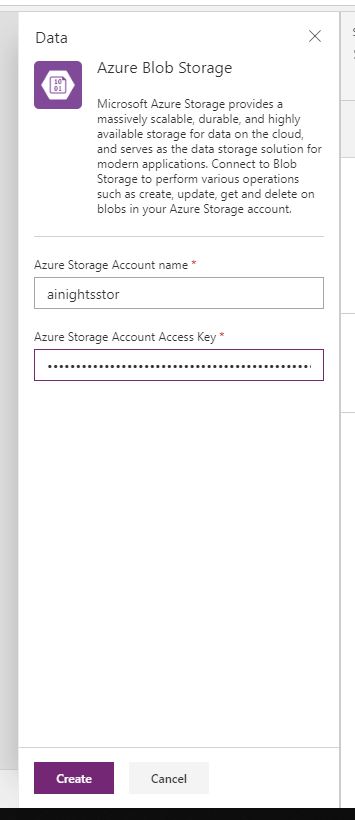 Data
Azure Blob Storage
Microsoft Azure Storage provides a
massively scalable, durable, and highly
available storage for data on the cloud,
and serves as the data storage solution for
modern applications. Connect to Blob
Storage to perform various operations
such as create, update, get and delete on
blobs in your Azure Storage account.
Azure Storage Account name *
ainightsstor
Azure Storage Account Access Key *
Create
Cancel